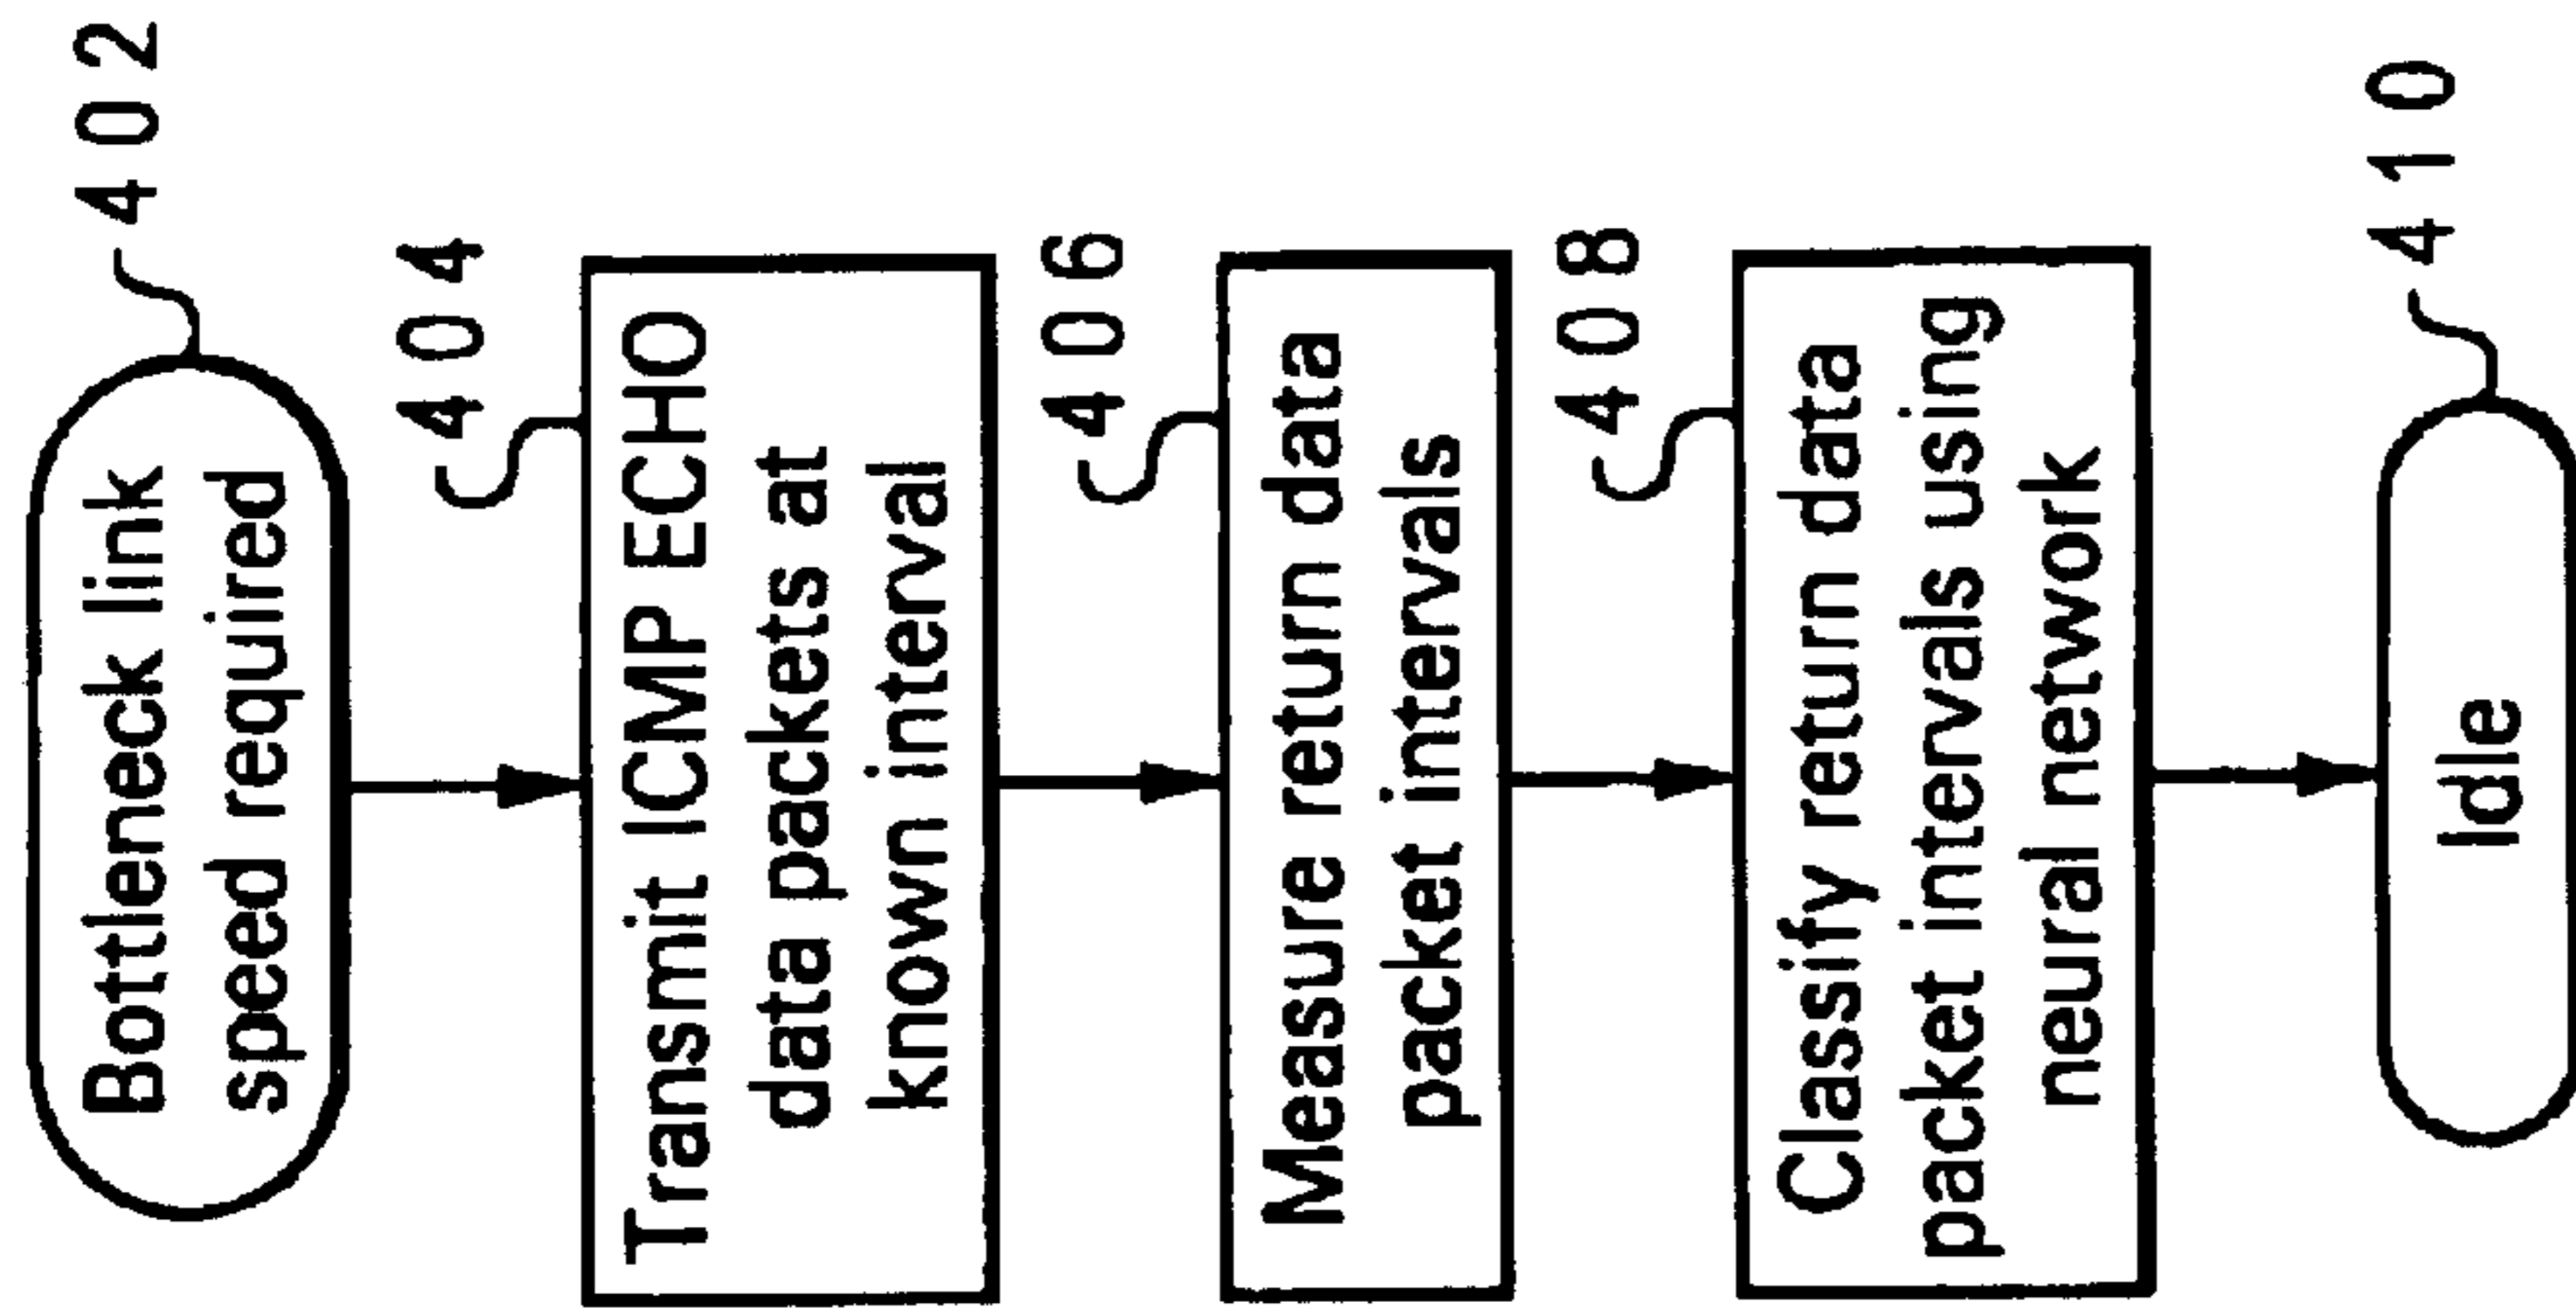 402
Bottleneck link
speed required
404
Transmit ICMP ECHO
data packets at
known interval
406
Measure return data
packet intervals
408
Classify return data
packet intervals using
neural network
410
Idle